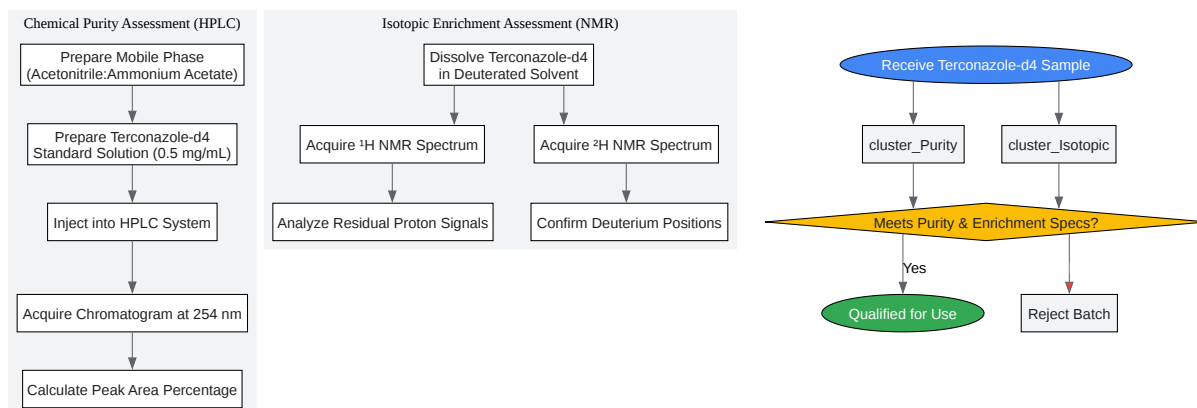 Chemical Purity Assessment (HPLC)
Prepare Mobile Phase
(Acetonitrile:Ammonium Acetate)
Prepare Terconazole-d4
Standard Solution (0.5 mg/mL)
Inject into HPLC System
Acquire Chromatogram at 254 nm
Calculate Peak Area Percentage
Isotopic Enrichment Assessment (NMR)
Dissolve Terconazole-d4
in Deuterated Solvent
Acquire ¹H NMR Spectrum
Acquire ²H NMR Spectrum
Analyze Residual Proton Signals
Confirm Deuterium Positions
Receive Terconazole-d4 Sample
cluster_Purity
cluster_Isotopic
Meets Purity & Enrichment Specs?
Yes
Qualified for Use
Reject Batch